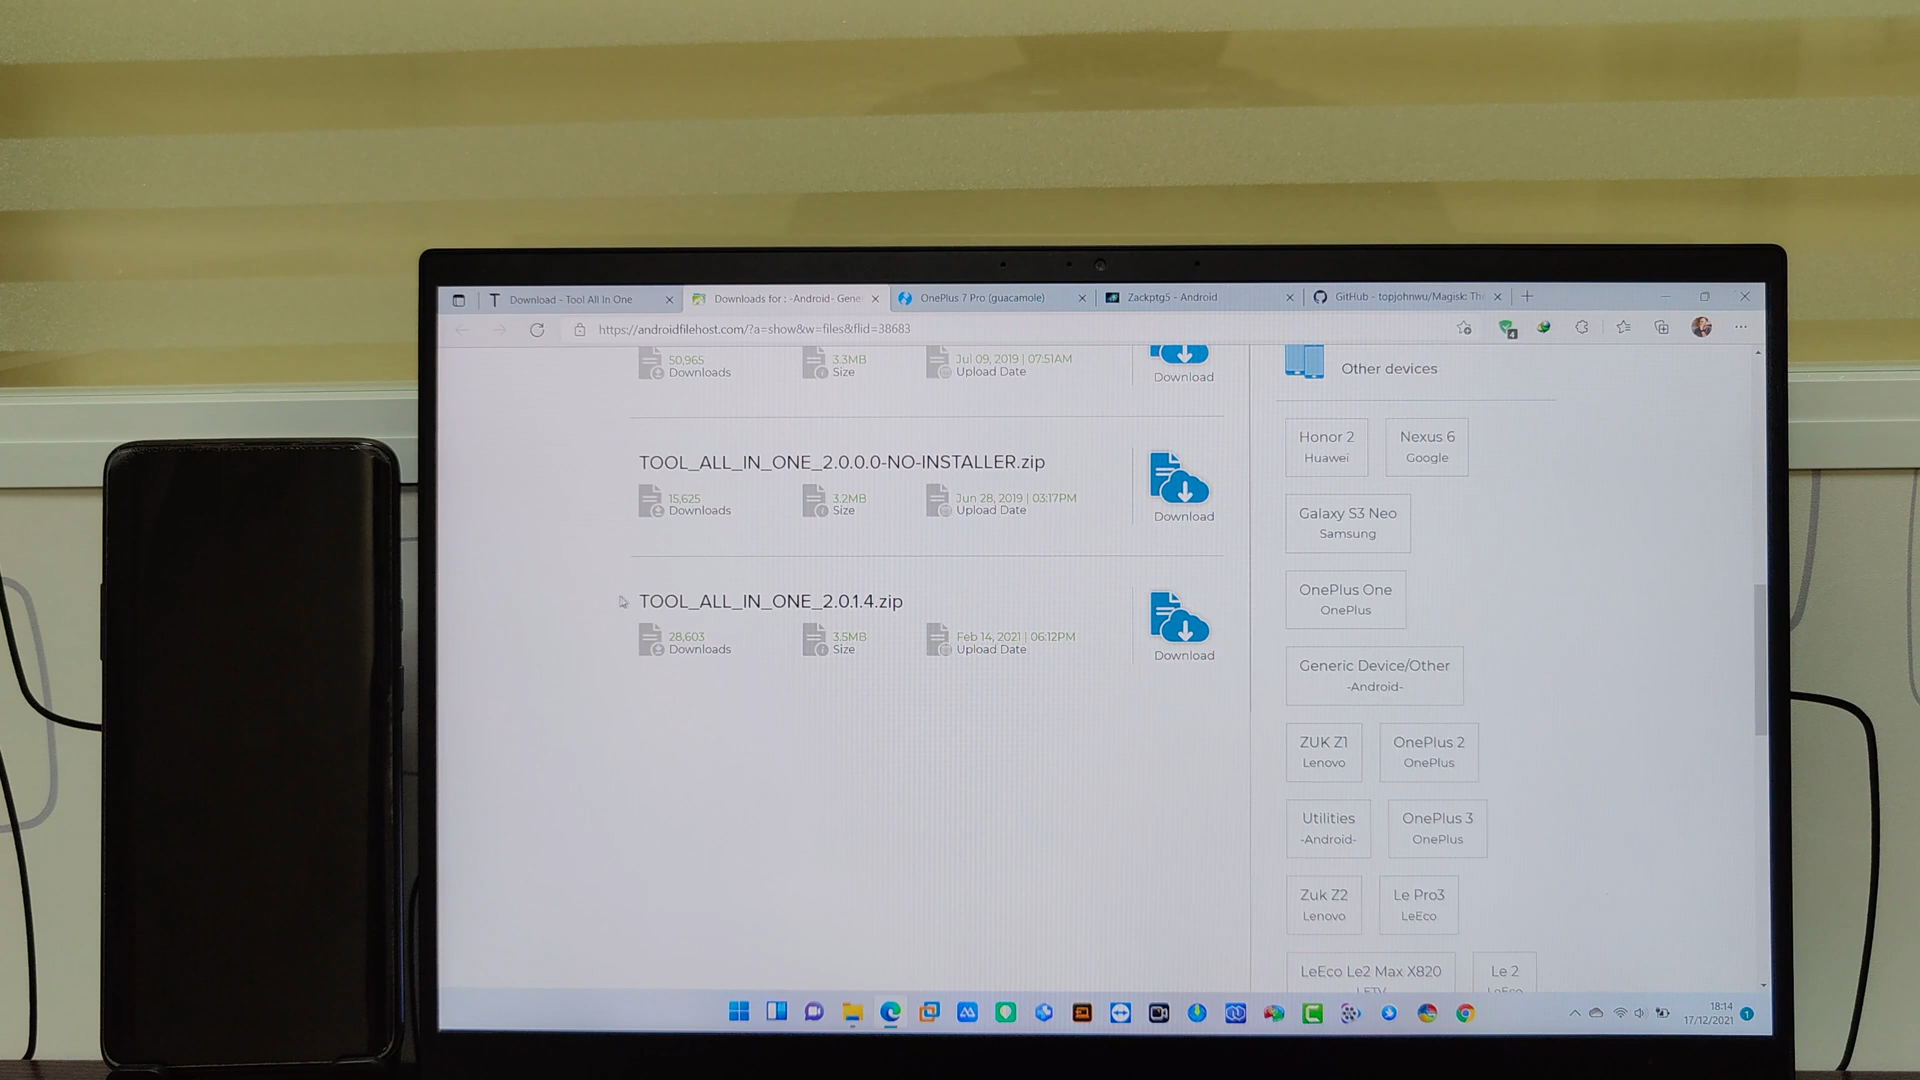 Download - Tool All In One
Downloads for : -Android- Gene
OnePlus 7 Pro (guacamole)
Zackptg5 - Android
GitHub - topjohnwu/Magisk: Th
https://androidfilehost.com/?a=show&w=files&flid=38683
4
50,965
Downloads
3.3MB
Size
Jul 09, 2019 | 07:51AM
Upload Date
Download
TOOL_ALL_IN_ONE_2.0.0.0-NO-INSTALLER.zip
15,625
Downloads
3.2MB
Size
Jun 28, 2019 | 03:17PM
Upload Date
Download
TOOL_ALL_IN_ONE_2.0.1.4.zip
28,603
Downloads
3.5MB
Size
Feb 14, 2021 | 06:12PM
Upload Date
Download
Other devices
Honor 2
Huawei
Nexus 6
Google
Galaxy S3 Neo
Samsung
OnePlus One
OnePlus
Generic Device/Other
-Android-
ZUK Z1
Lenovo
OnePlus 2
OnePlus
Utilities
-Android-
OnePlus 3
OnePlus
Zuk Z2
Lenovo
Le Pro3
LeEco
LeEco Le2 Max X820
LETV
Le 2
LeEco
18:14
17/12/2021
1